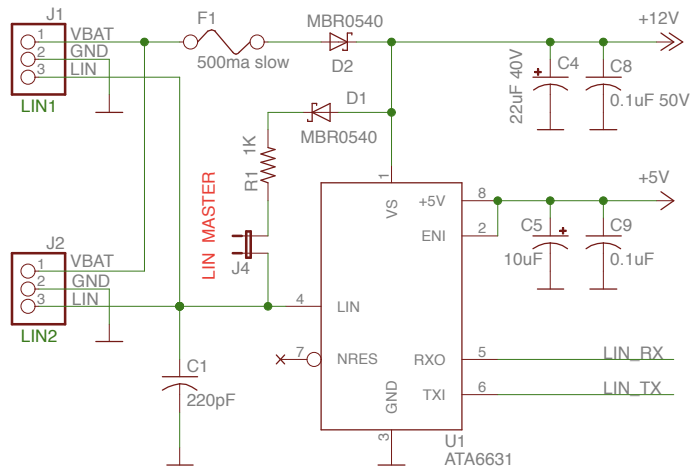 J1
1 VBAT
2 GND
3 LIN
LIN1
F1
500ma slow
MBR0540
D2
+12V
22uF 40V
C4
C8
0.1uF 50V
D1
MBR0540
R1 1K
LIN MASTER
J4
1
VS
+5V
8
ENI
2
+5V
C5
10uF
C9
0.1uF
J2
1 VBAT
2 GND
3 LIN
LIN2
4
LIN
7
NRES
RXO
5
LIN_RX
TXI
6
LIN_TX
GND
3
C1
220pF
U1
ATA6631